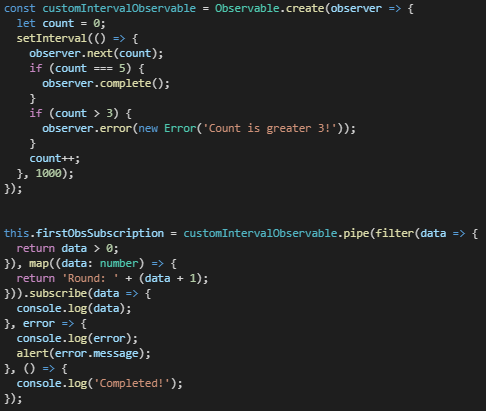 const customIntervalObservable = Observable.create(observer => {
  let count = 0;
  setInterval(() => {
    observer.next(count);
    if (count === 5) {
      observer.complete();
    }
    if (count > 3) {
      observer.error(new Error('Count is greater 3!'));
    }
    count++;
  }, 1000);
});

this.firstObsSubscription = customIntervalObservable.pipe(filter(data => {
  return data > 0;
}), map((data: number) => {
  return 'Round: ' + (data + 1);
})).subscribe(data => {
  console.log(data);
}, error => {
  console.log(error);
  alert(error.message);
}, () => {
  console.log('Completed!');
});